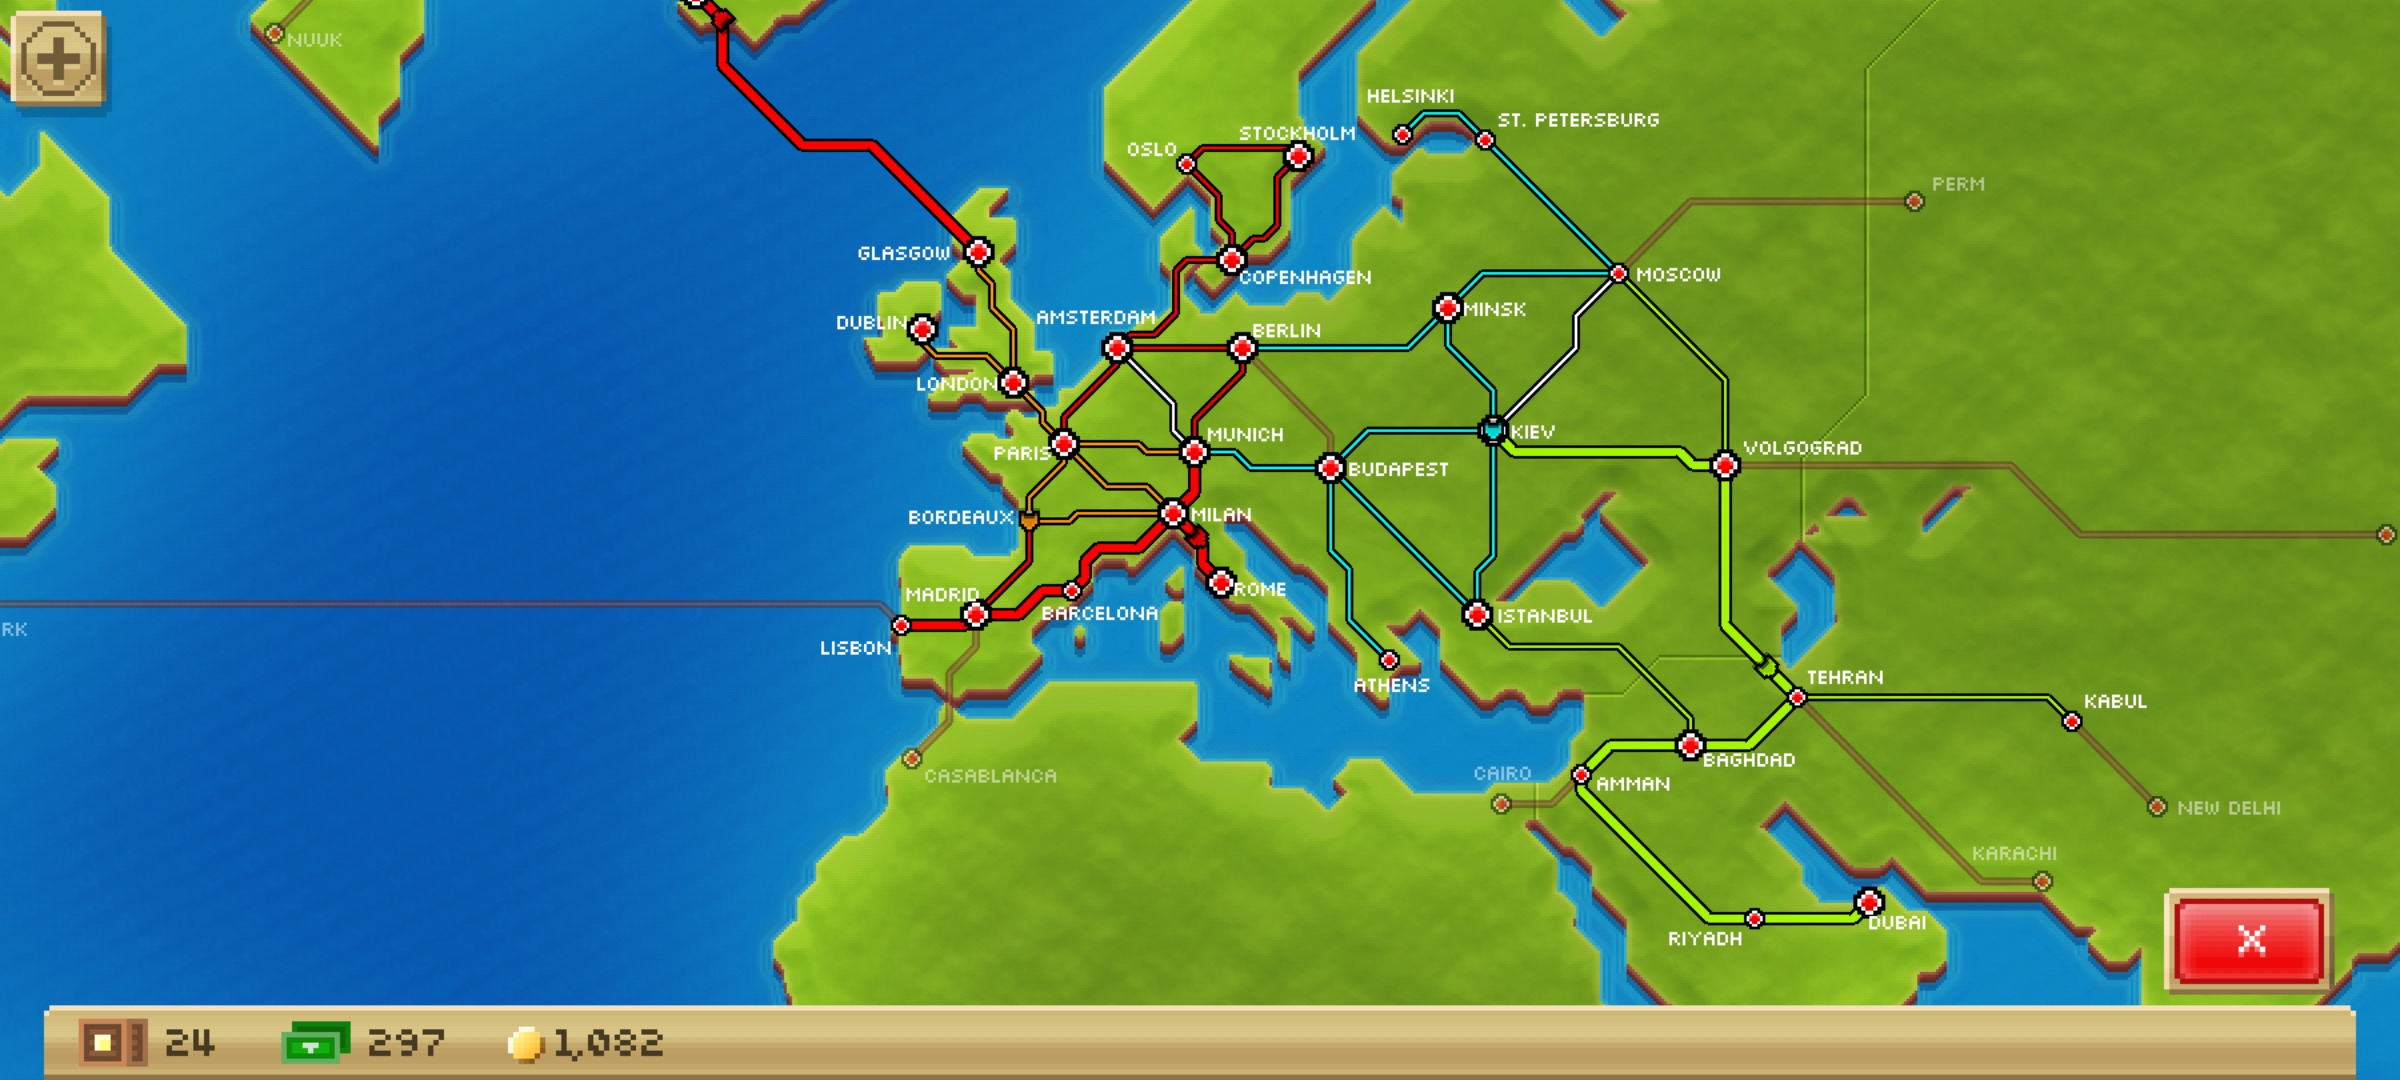 NUUK
HELSINKI
ST. PETERSBURG
STOCKHOLM
OSLO
PERM
GLASGOW
COPENHAGEN
MOSCOW
MINSK
DUBLIN
AMSTERDAM
BERLIN
LONDON
MUNICH
KIEV
PARIS
VOLGOGRAD
BUDAPEST
BORDEAUX
MILAN
MADRID
ROME
BARCELONA
ISTANBUL
RK
LISBON
ATHENS
TEHRAN
KABUL
BAGHDAD
CASABLANCA
CAIRO
AMMAN
NEW DELHI
KARACHI
DUBAI
RIYADH
X
24
297
1,082